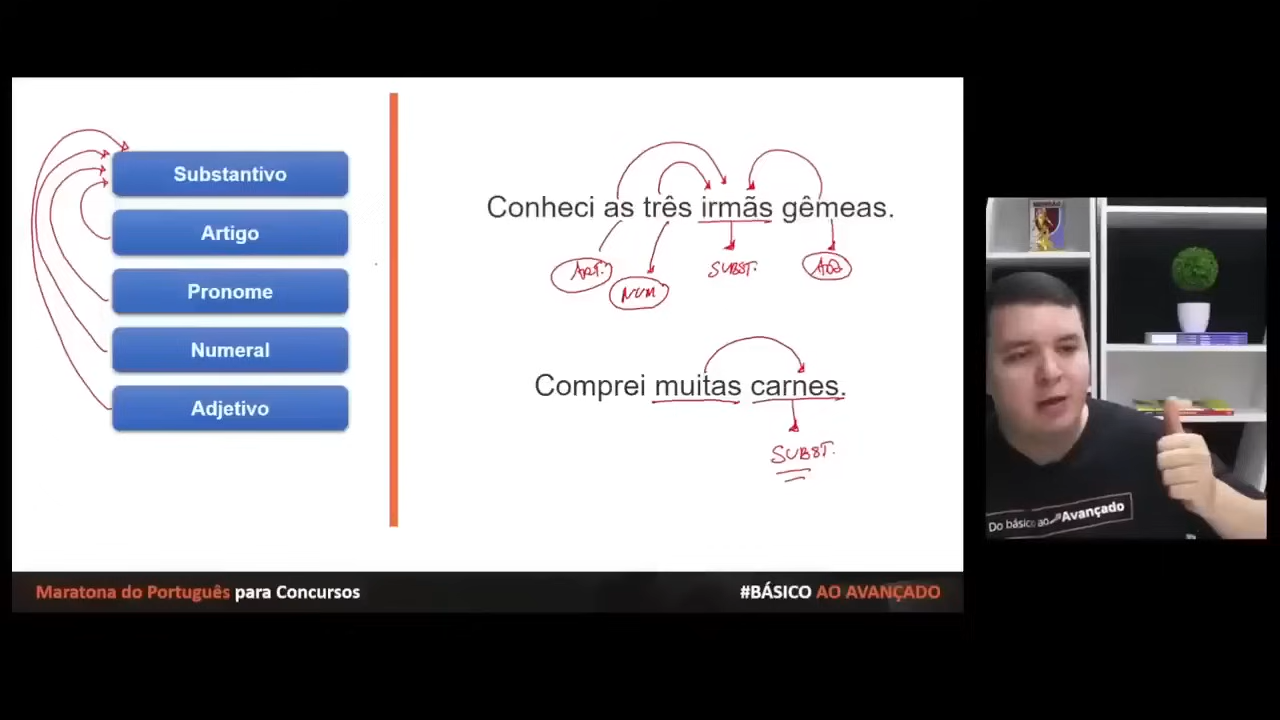 Substantivo
Artigo
Pronome
Numeral
Adjetivo
Conheci as três irmãs gêmeas.
ART.
NUM
SUBST.
ADJ
Comprei muitas carnes.
SUBST.
Maratona do Português para Concursos
#BÁSICO AO AVANÇADO
Do básico ao Avançado